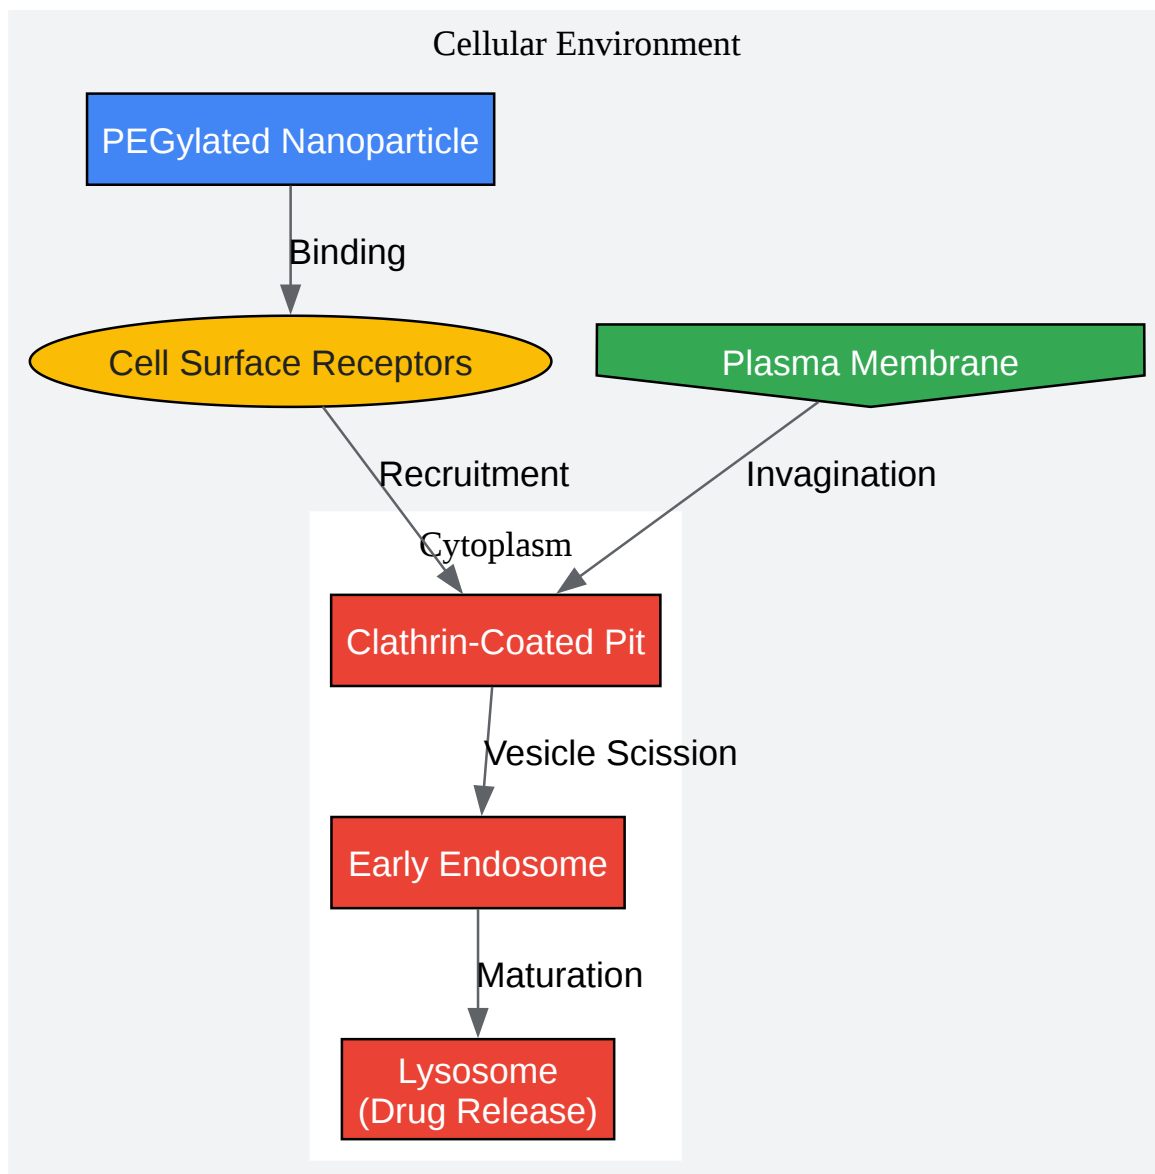 Cellular Environment
PEGylated Nanoparticle
Binding
Cell Surface Receptors
Plasma Membrane
Recruitment
Invagination
Cytoplasm
Clathrin-Coated Pit
Vesicle Scission
Early Endosome
Maturation
Lysosome
(Drug Release)